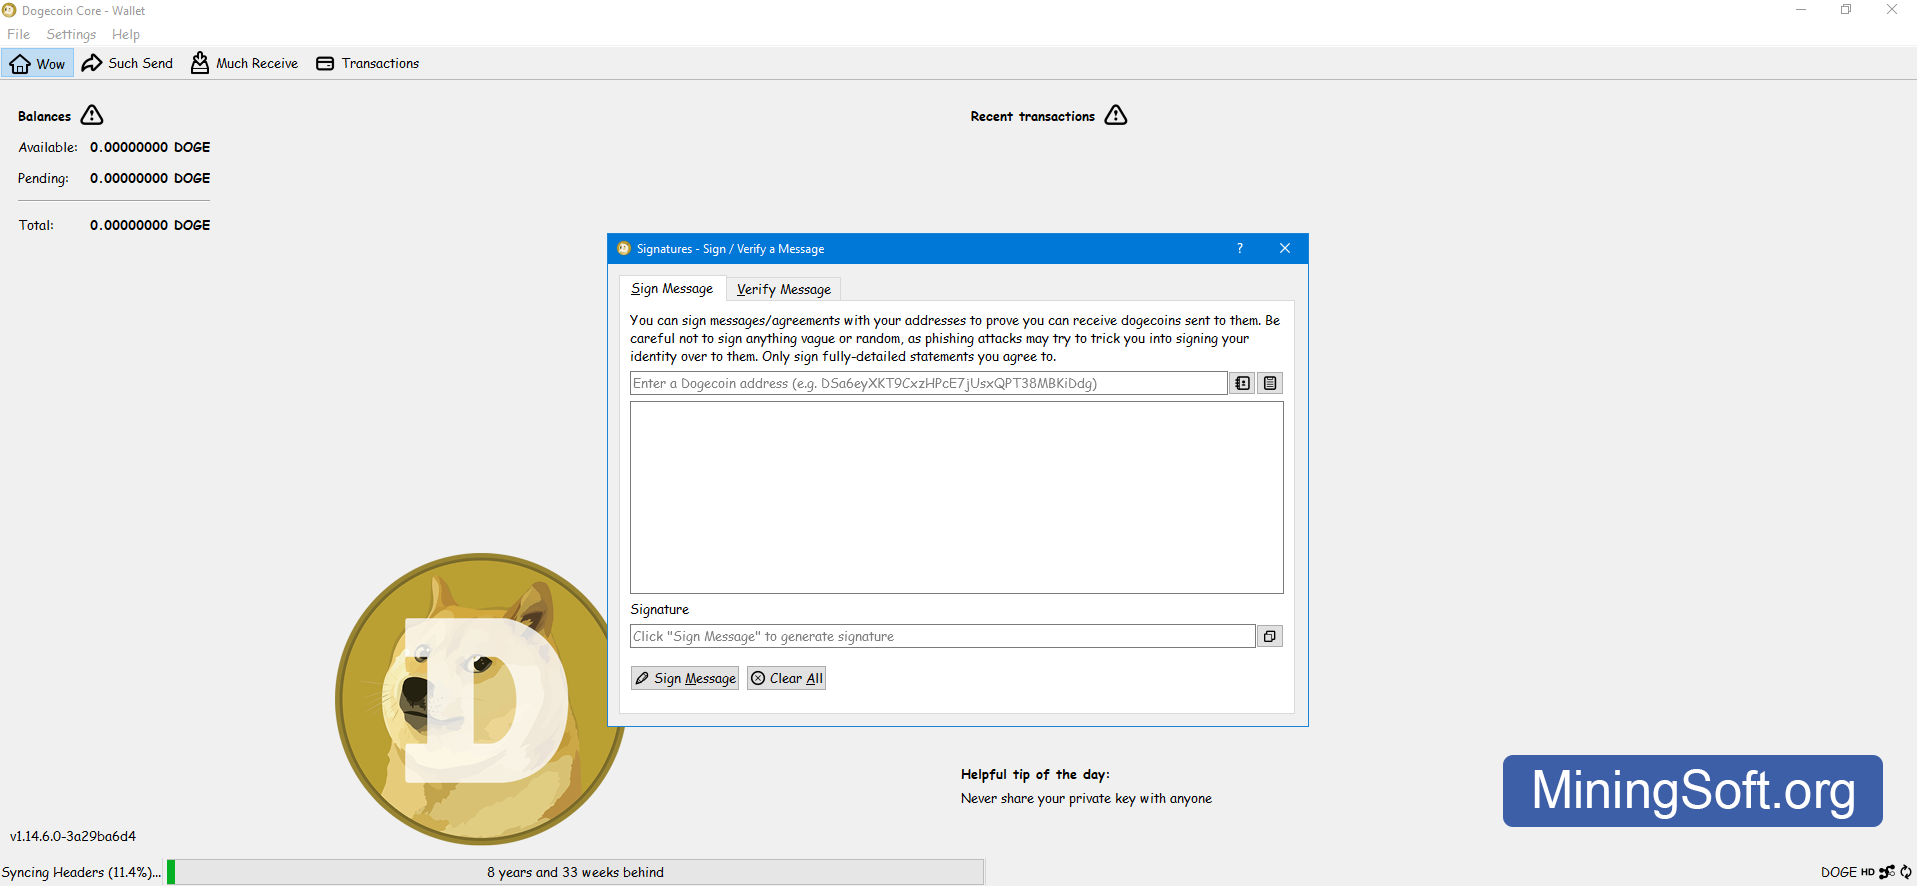 Dogecoin Core - Wallet
File Settings Help
Wow Such Send Much Receive Transactions
Balances
Available: 0.00000000 DOGE
Pending: 0.00000000 DOGE
Total: 0.00000000 DOGE
Recent transactions
Signatures - Sign / Verify a Message
?
Sign Message Verify Message
You can sign messages/agreements with your addresses to prove you can receive dogecoins sent to them. Be
careful not to sign anything vague or random, as phishing attacks may try to trick you into signing your
identity over to them. Only sign fully-detailed statements you agree to.
Enter a Dogecoin address (e.g. DSa6eyXKT9CxzHPcE7jUsxQPT38MBKiDdg)
Signature
Click "Sign Message" to generate signature
Sign Message Clear All
D
Helpful tip of the day:
Never share your private key with anyone
MiningSoft.org
v1.14.6.0-3a29ba6d4
Syncing Headers (11.4%)... 8 years and 33 weeks behind DOGE HD